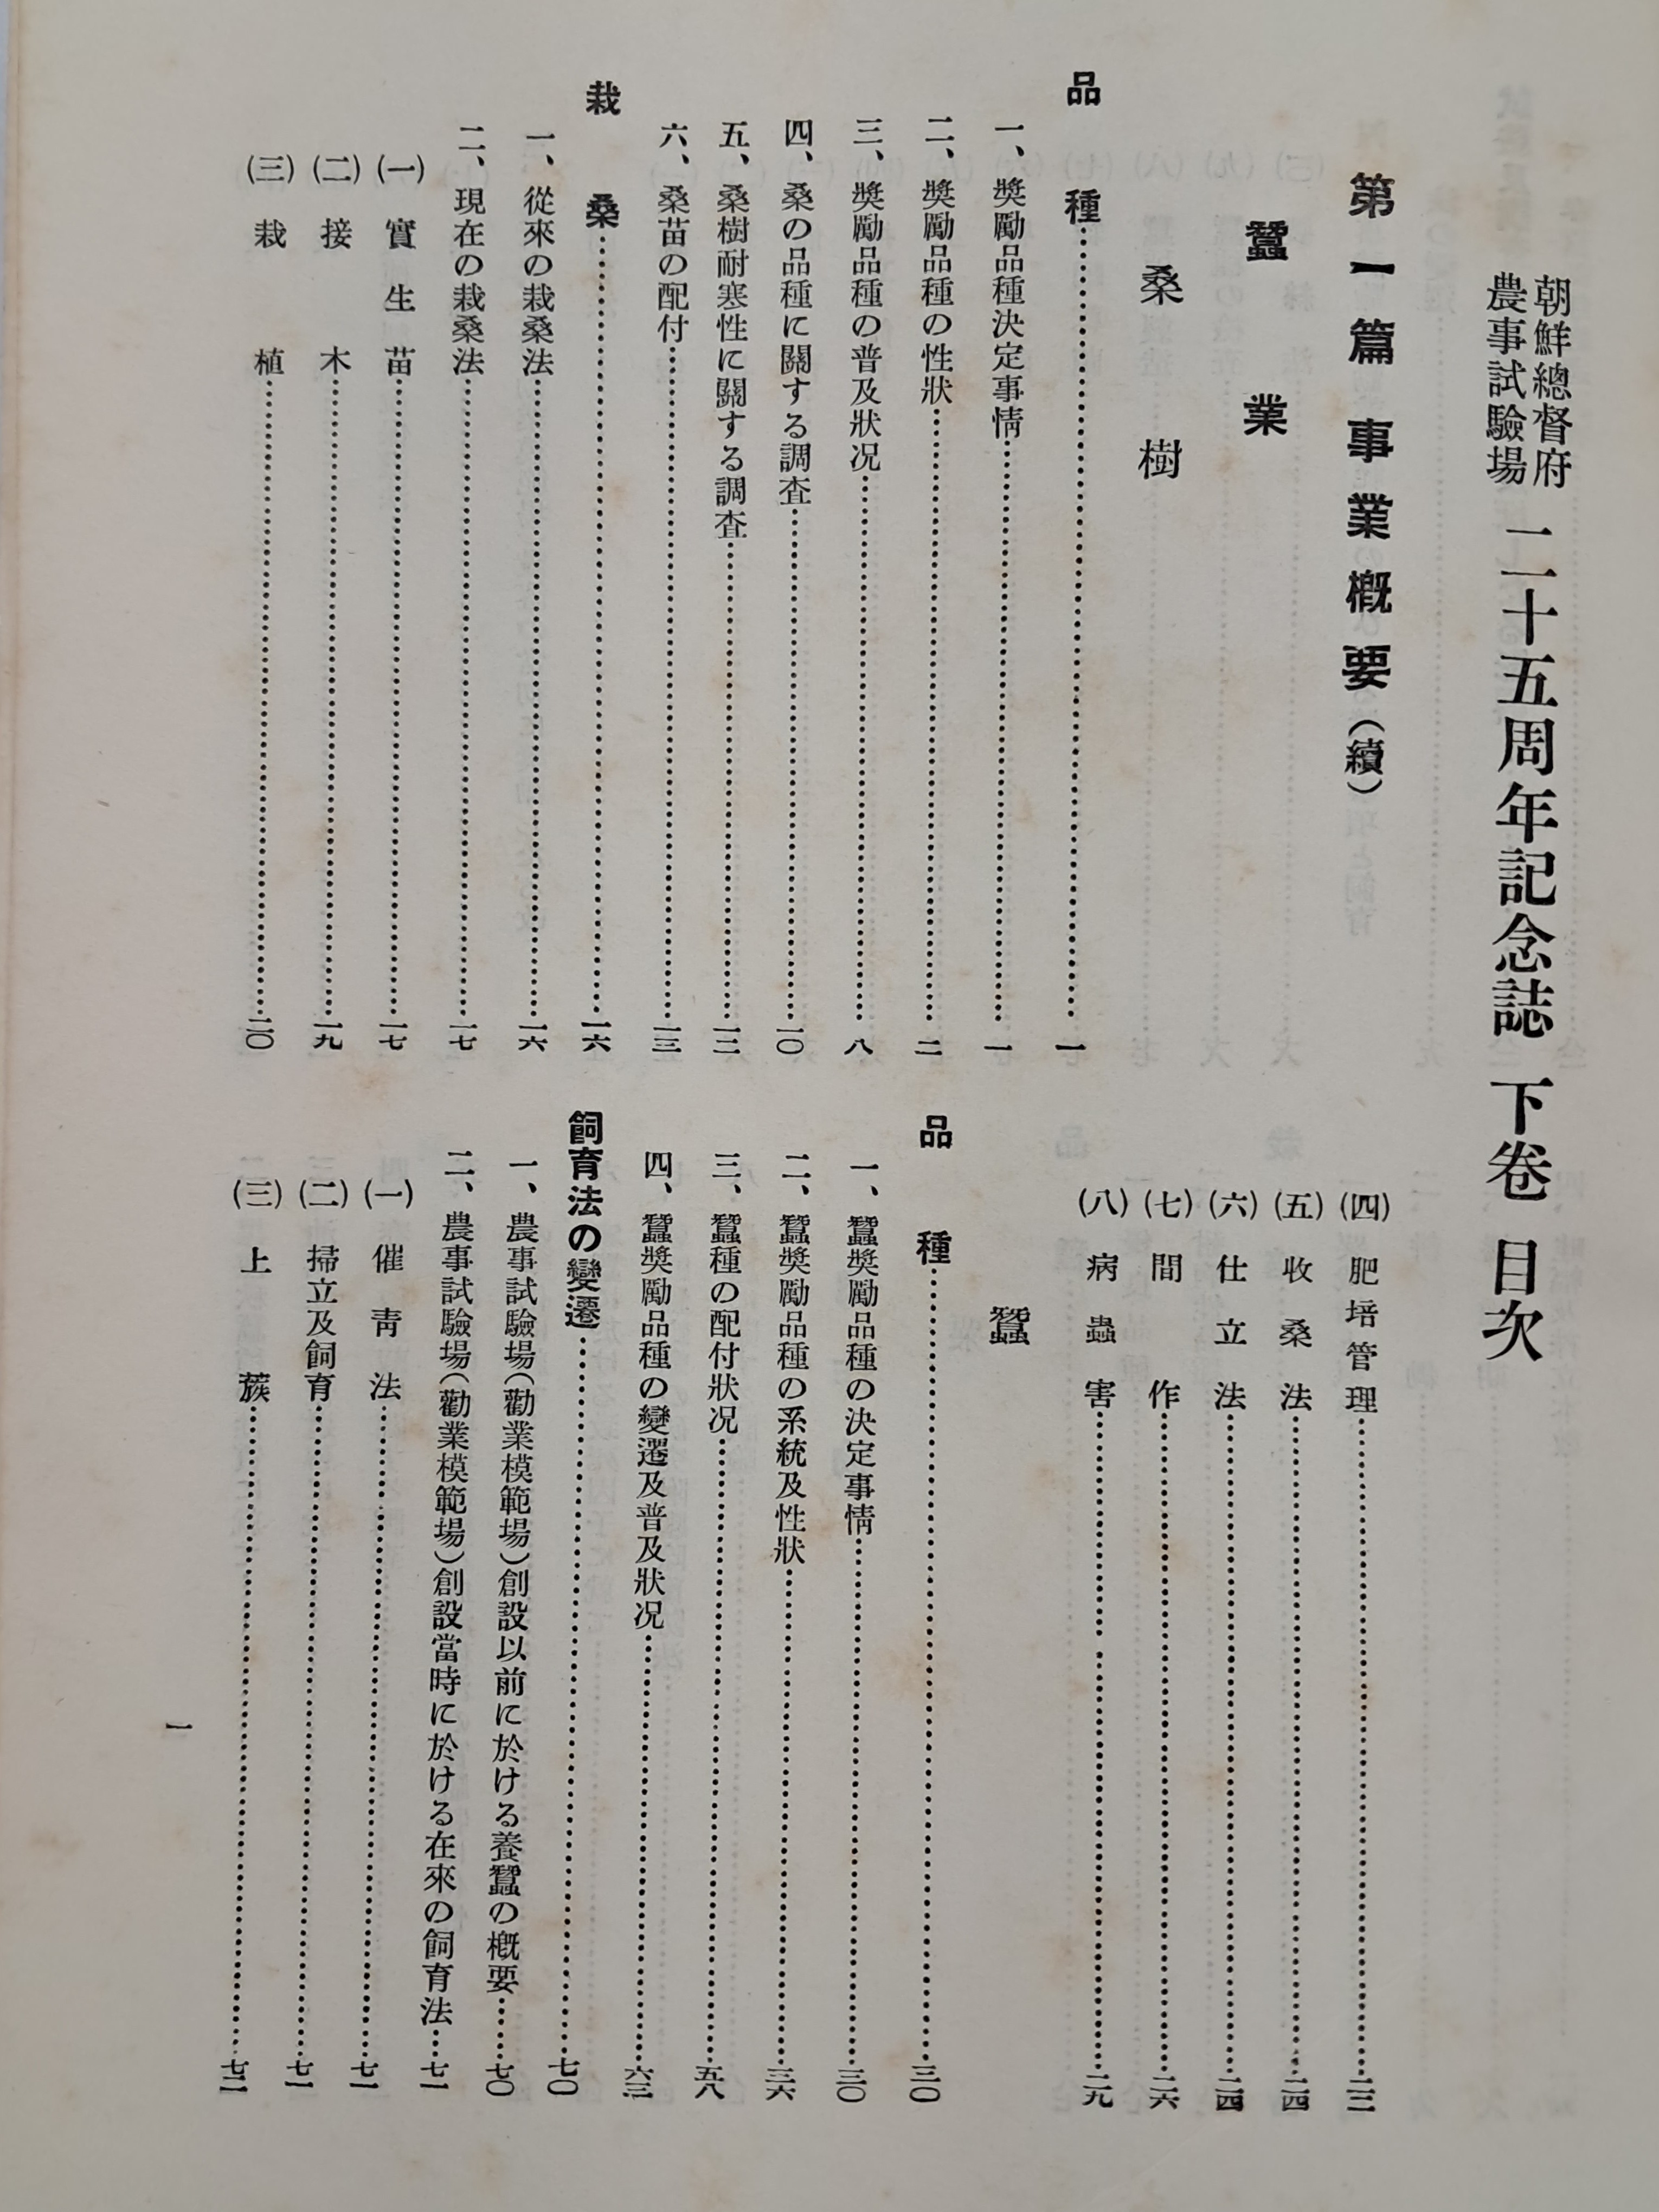 朝鮮總督府
農事試驗場
二十五周年記念誌 下卷 目次
第一篇 事業概要(續)
蠶業
桑樹
品種……一
一、獎勵品種決定事情……一
二、獎勵品種の性狀……二
三、獎勵品種の普及狀況……八
四、桑の品種に關する調査……一〇
五、桑樹耐寒性に關する調査……一二
六、桑苗の配付……一三
栽桑……一六
一、從來の栽桑法……一六
二、現在の栽桑法……一七
(一)實生苗……一七
(二)接木……一九
(三)栽植……二〇
(四)肥培管理……二二
(五)收桑法……二四
(六)仕立法……二四
(七)間作……二六
(八)病蟲害……二九
蠶
品種……三〇
一、蠶獎勵品種の決定事情……三〇
二、蠶獎勵品種の系統及性狀……三六
三、蠶種の配付狀況……五八
四、蠶獎勵品種の變遷及普及狀況……六三
飼育法の變遷……七〇
一、農事試驗場(勸業模範場)創設以前に於ける養蠶の概要……七〇
二、農事試驗場(勸業模範場)創設當時に於ける在來の飼育法……七一
(一)催靑法……七一
(二)掃立及飼育……七一
(三)上蔟……七二
一